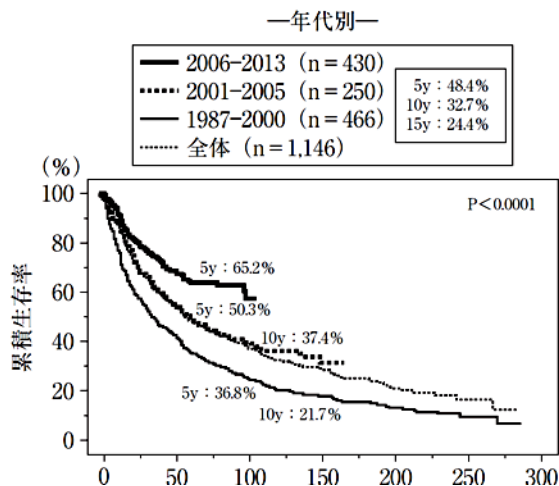 ―年代別―
2006-2013（n＝430）
2001-2005（n＝250）
1987-2000（n＝466）
全体（n＝1,146）
5y：48.4%
10y：32.7%
15y：24.4%
(%)
100
80
60
40
20
0
累積生存率
P＜0.0001
5y：65.2%
5y：50.3%
10y：37.4%
5y：36.8%
10y：21.7%
0 50 100 150 200 250 300